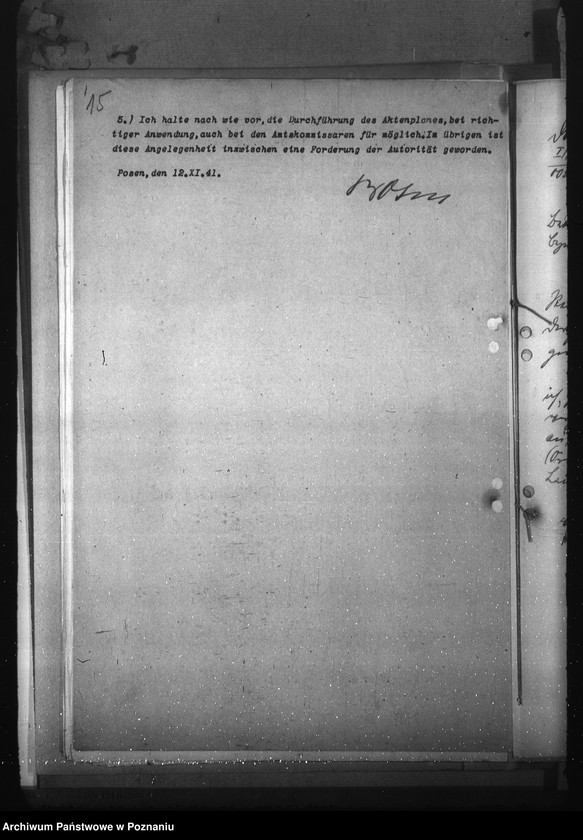 15
5.) Ich halte nach wie vor, die Durchführung des Aktenplanes, bei rich-
tiger Anwendung, auch bei den Amtskommissaren für möglich. Im übrigen ist
diese Angelegenheit inzwischen eine Forderung der Autorität geworden.
Posen, den 12.XI.41.
Archiwum Państwowe w Poznaniu